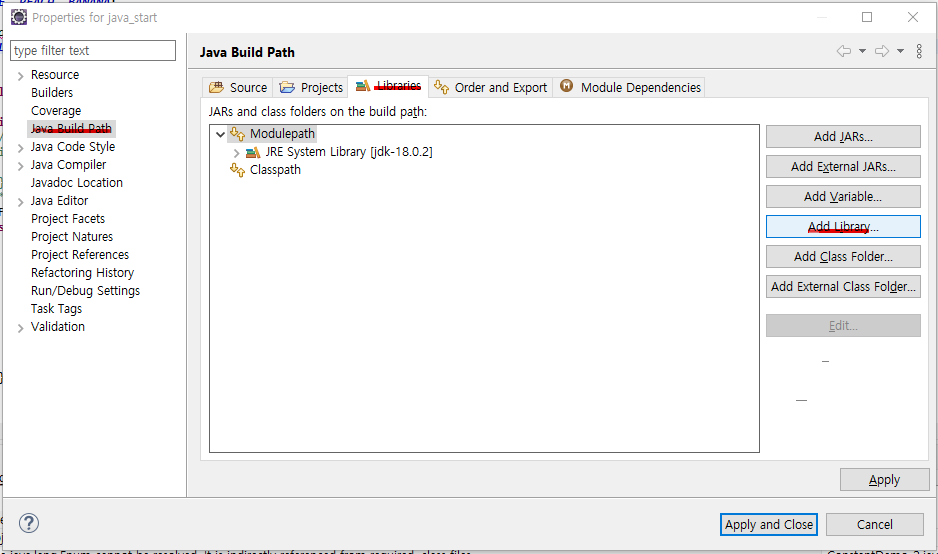 Properties for java_start
type filter text
Resource
Builders
Coverage
Java Build Path
Java Code Style
Java Compiler
Javadoc Location
Java Editor
Project Facets
Project Natures
Project References
Refactoring History
Run/Debug Settings
Task Tags
Validation
Java Build Path
Source Projects Libraries Order and Export Module Dependencies
JARs and class folders on the build path:
Modulepath
JRE System Library [jdk-18.0.2]
Classpath
Add JARs...
Add External JARs...
Add Variable...
Add Library...
Add Class Folder...
Add External Class Folder...
Edit...
Apply
Apply and Close Cancel